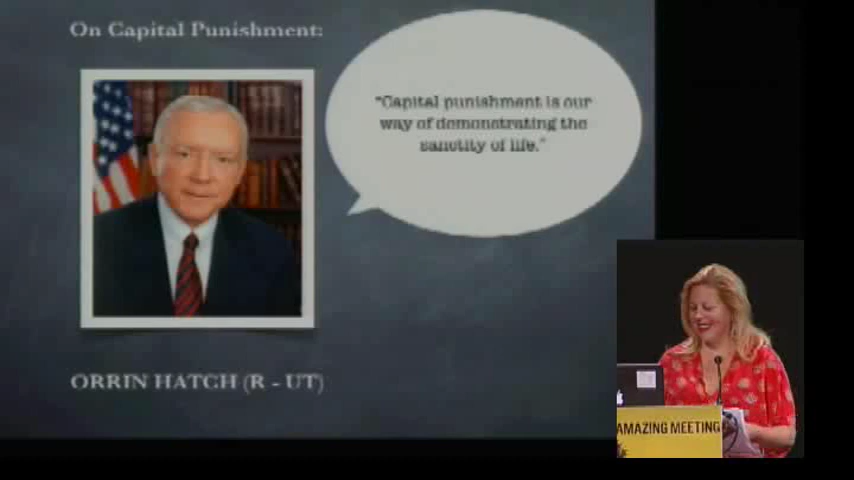 On Capital Punishment:
“Capital punishment is our
way of demonstrating the
sanctity of life.”
ORRIN HATCH (R - UT)
AMAZING MEETING